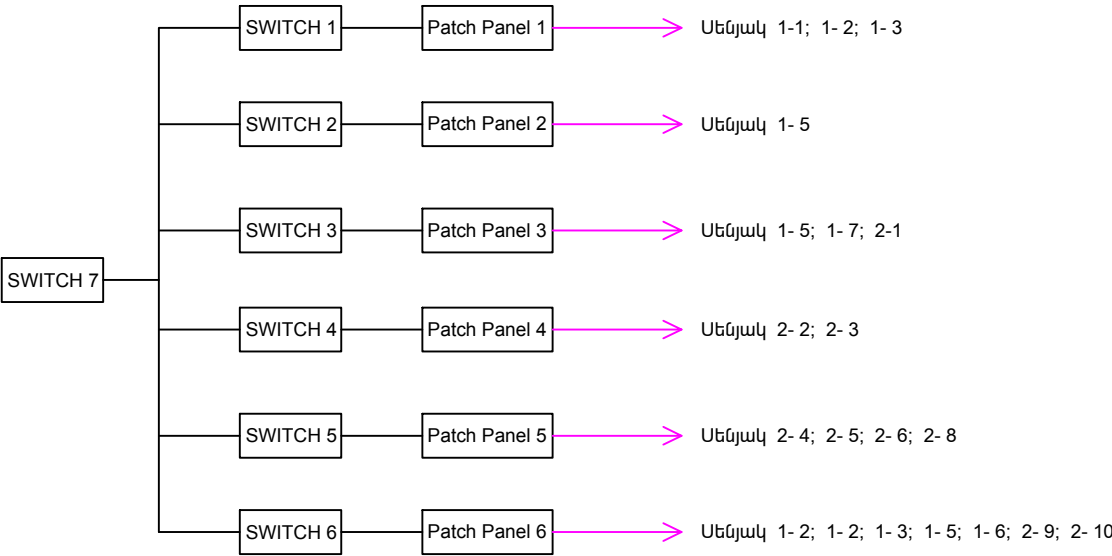 SWITCH 1 Patch Panel 1 Սենյակ 1-1; 1- 2; 1- 3
SWITCH 2 Patch Panel 2 Սենյակ 1- 5
SWITCH 3 Patch Panel 3 Սենյակ 1- 5; 1- 7; 2-1
SWITCH 7
SWITCH 4 Patch Panel 4 Սենյակ 2- 2; 2- 3
SWITCH 5 Patch Panel 5 Սենյակ 2- 4; 2- 5; 2- 6; 2- 8
SWITCH 6 Patch Panel 6 Սենյակ 1- 2; 1- 2; 1- 3; 1- 5; 1- 6; 2- 9; 2- 10